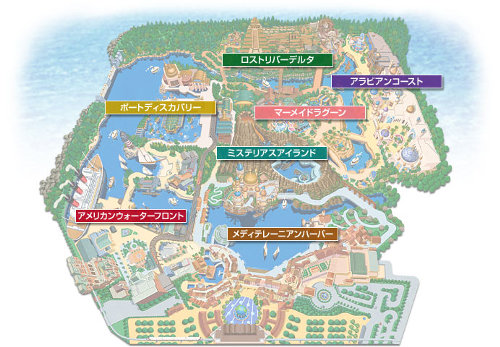 ロストリバーデルタ
アラビアンコースト
ポートディスカバリー
マーメイドラグーン
ミステリアスアイランド
アメリカンウォーターフロント
メディテレーニアンハーバー